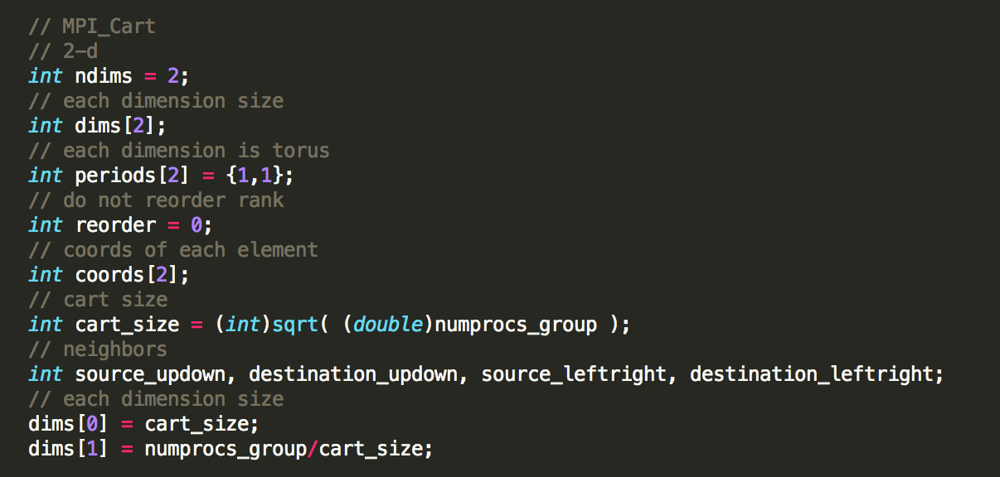 // MPI_Cart
// 2-d
int ndims = 2;
// each dimension size
int dims[2];
// each dimension is torus
int periods[2] = {1,1};
// do not reorder rank
int reorder = 0;
// coords of each element
int coords[2];
// cart size
int cart_size = (int)sqrt( (double)numprocs_group );
// neighbors
int source_updown, destination_updown, source_leftright, destination_leftright;
// each dimension size
dims[0] = cart_size;
dims[1] = numprocs_group/cart_size;